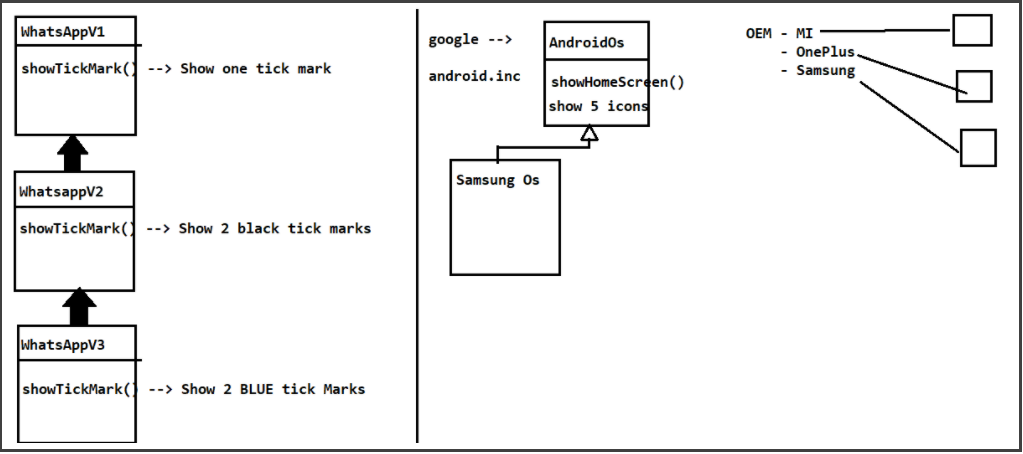 WhatsAppV1
showTickMark() --> Show one tick mark
WhatsappV2
showTickMark() --> Show 2 black tick marks
WhatsAppV3
showTickMark() --> Show 2 BLUE tick Marks
google -->
android.inc
AndroidOs
showHomeScreen()
show 5 icons
Samsung Os
OEM - MI
- OnePlus
- Samsung